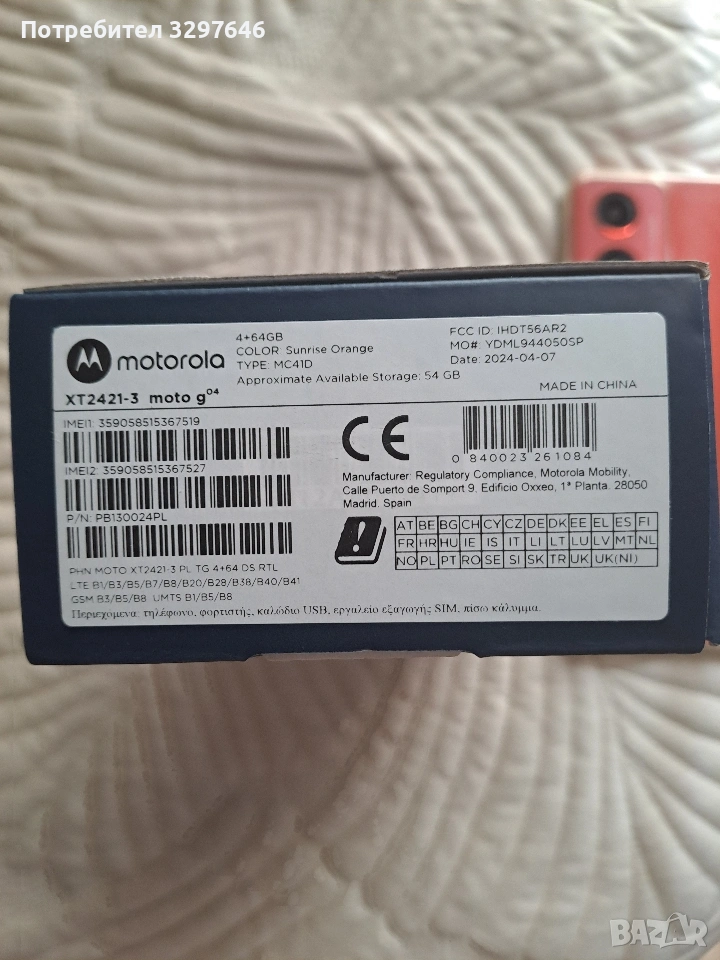 Потребител 3297646
motorola
4+64GB
COLOR: Sunrise Orange
TYPE: MC41D
Approximate Available Storage: 54 GB
FCC ID: IHDT56AR2
MO#: YDML944050SP
Date: 2024-04-07
MADE IN CHINA
XT2421-3 moto g04
IMEI1: 359058515367519
IMEI2: 359058515367527
P/N: PB130024PL
PHN MOTO XT2421-3 PL TG 4+64 DS RTL
LTE B1/B3/B5/B7/B8/B20/B28/B38/B40/B41
GSM B3/B5/B8 UMTS B1/B5/B8
CE
0 840023 261084
Manufacturer: Regulatory Compliance, Motorola Mobility,
Calle Puerto de Somport 9, Edificio Oxxeo, 1ª Planta. 28050
Madrid. Spain
AT BE BG CH CY CZ DE DK EE EL ES FI
FR HR HU IE IS IT LI LT LU LV MT NL
NO PL PT RO SE SI SK TR UK UK(NI)
Περιεχόμενα: τηλέφωνο, φορτιστής, καλώδιο USB, εργαλείο εξαγωγής SIM, πίσω κάλυμμα.
BAZAR